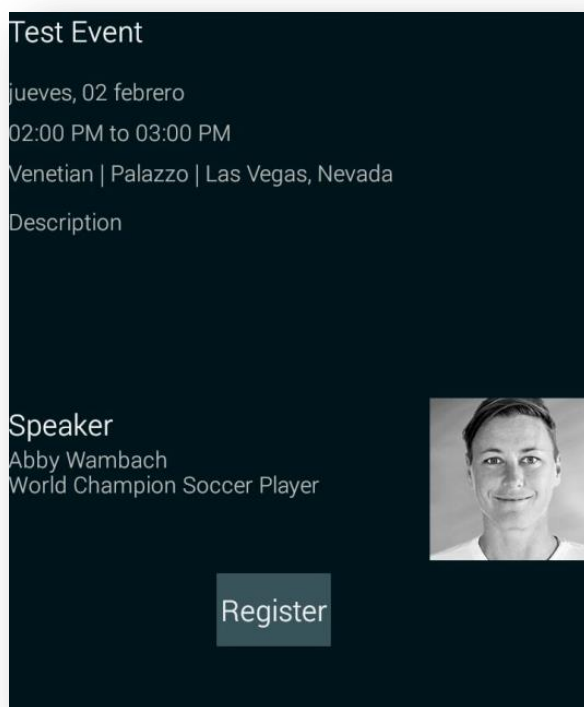 Test Event
jueves, 02 febrero
02:00 PM to 03:00 PM
Venetian | Palazzo | Las Vegas, Nevada
Description
Speaker
Abby Wambach
World Champion Soccer Player
Register